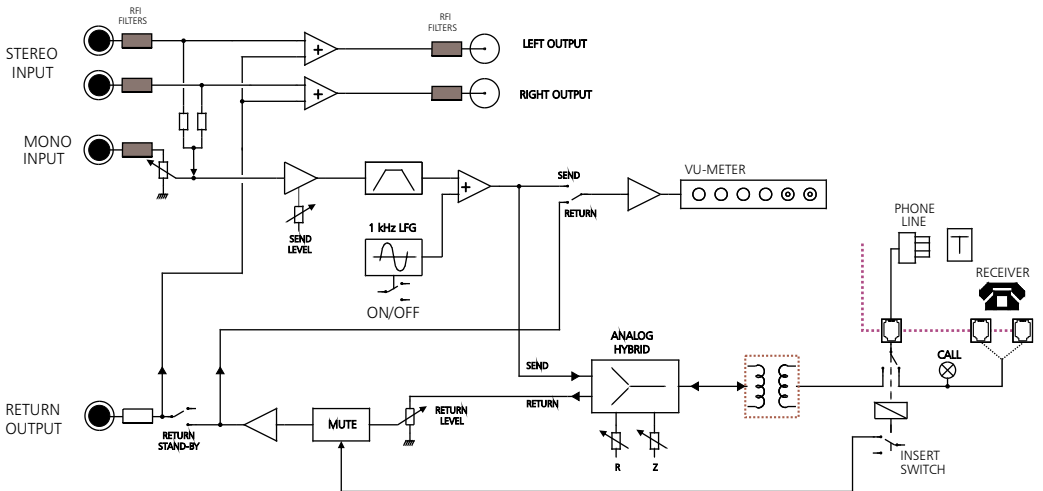 RFI
FILTERS
STEREO
INPUT
RFI
FILTERS
LEFT OUTPUT
RIGHT OUTPUT
MONO
INPUT
SEND
LEVEL
1 kHz LFG
ON/OFF
SEND
RETURN
VU-METER
PHONE
LINE
T
RECEIVER
CALL
ANALOG
HYBRID
SEND
RETURN
R
Z
RETURN
LEVEL
MUTE
RETURN
STAND-BY
RETURN
OUTPUT
INSERT
SWITCH